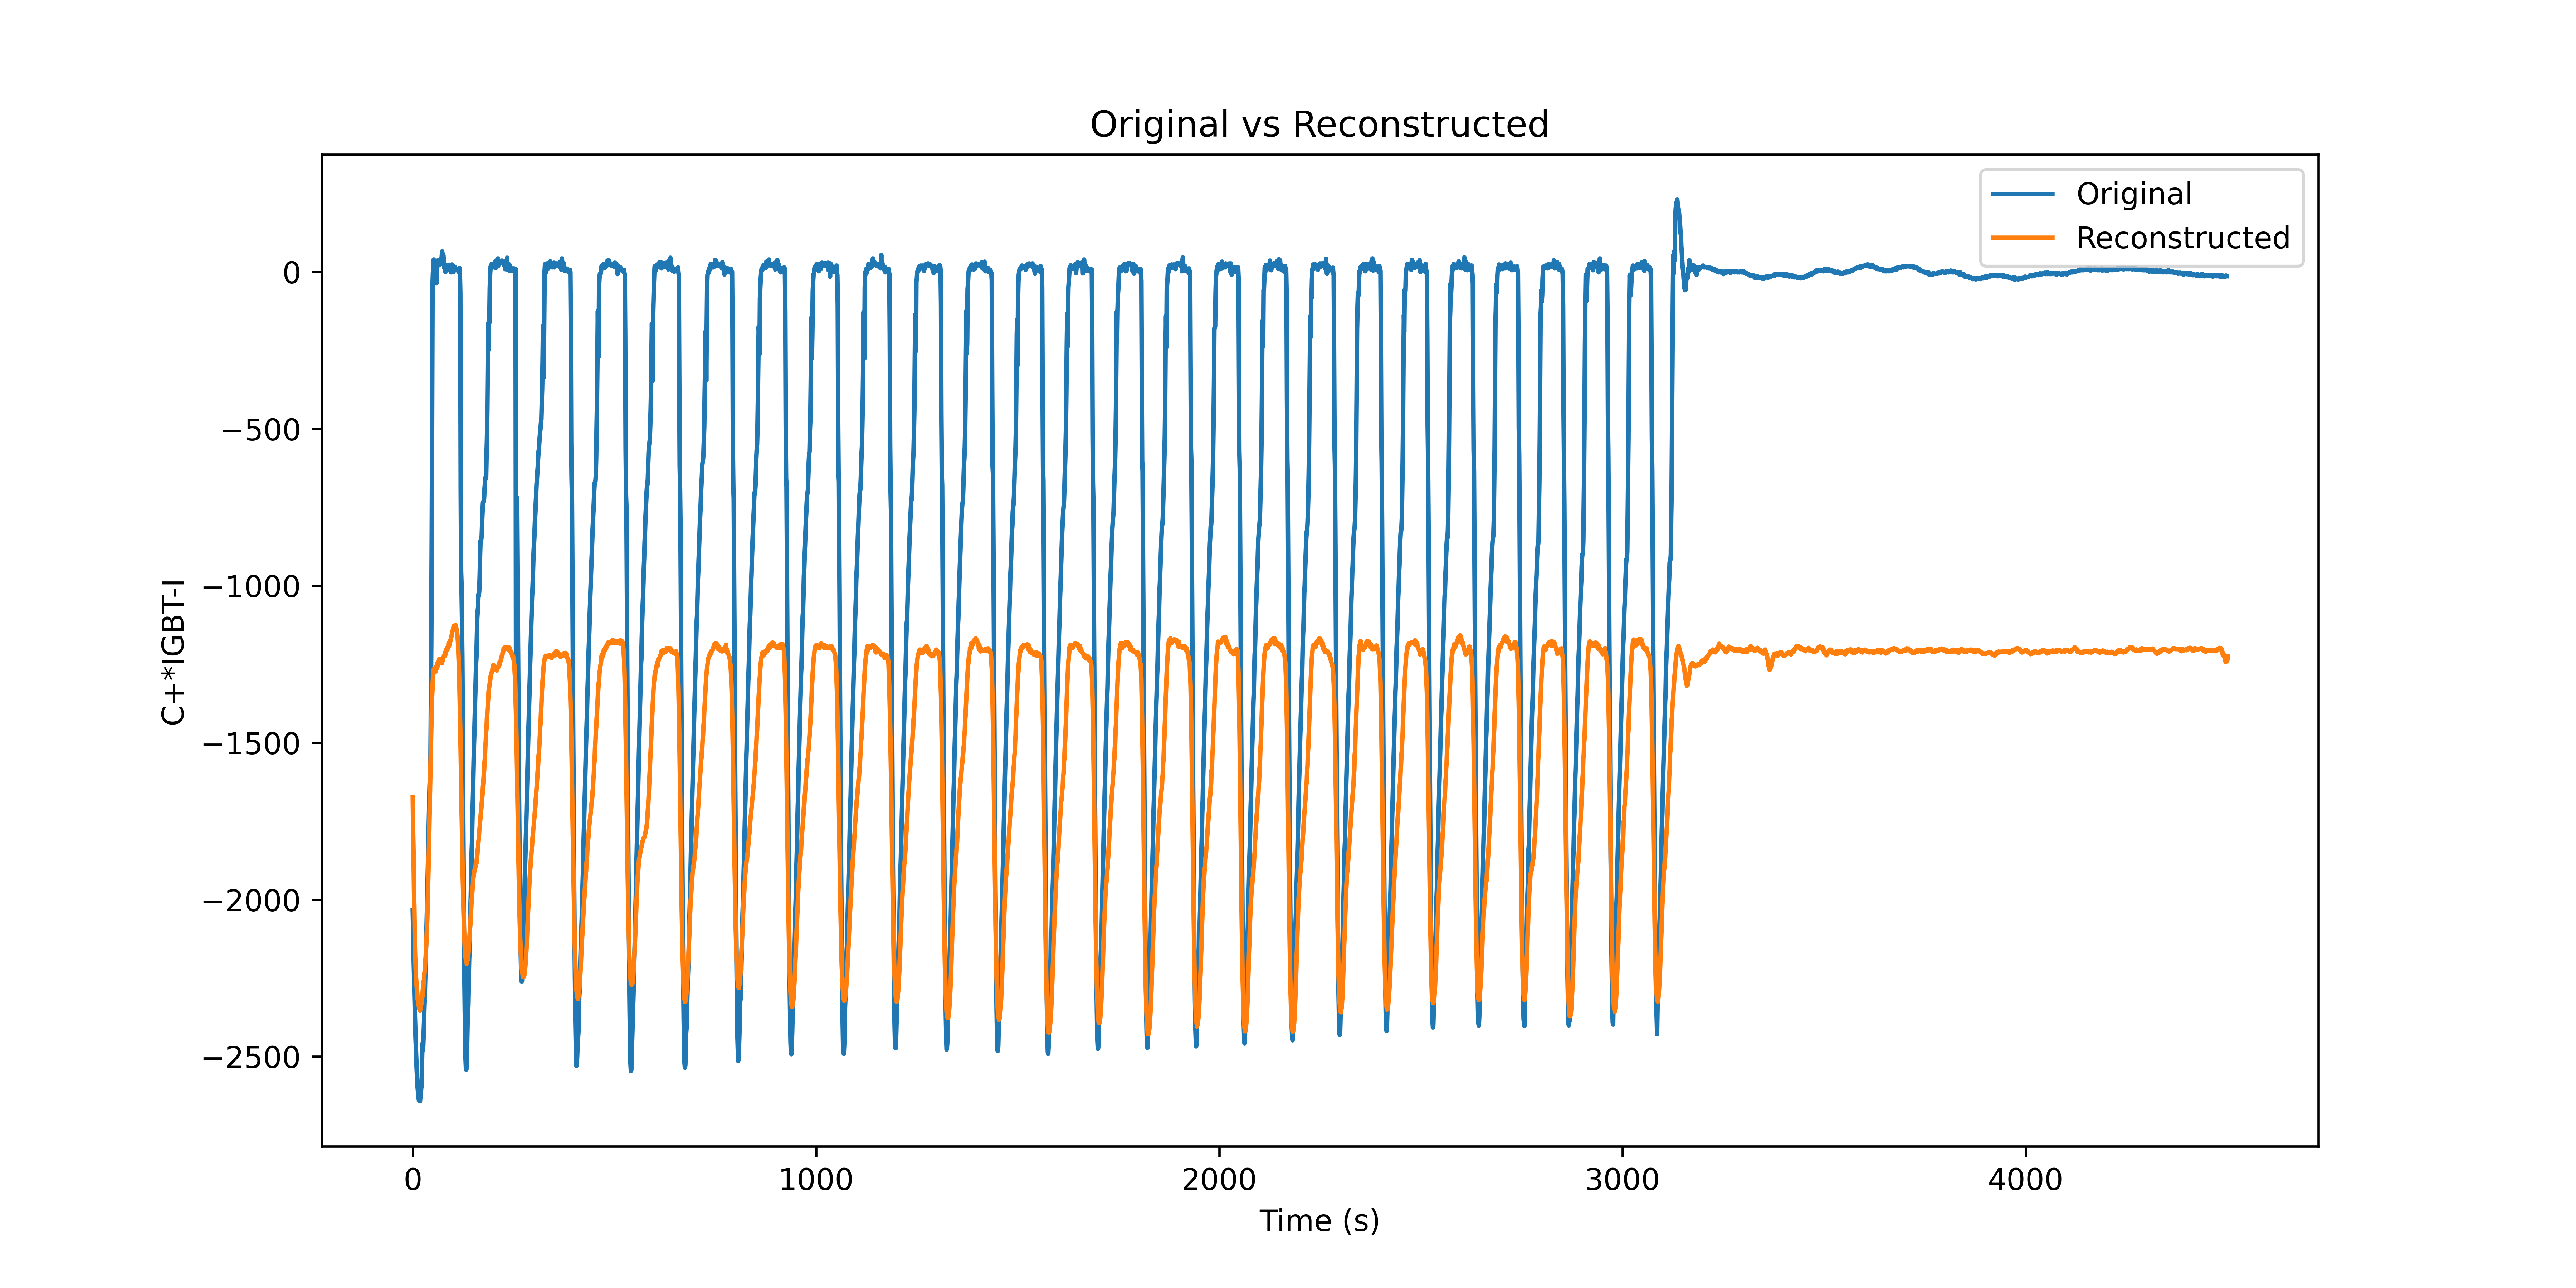 Original vs Reconstructed
Original
Reconstructed
C+*IGBT-I
0
−500
−1000
−1500
−2000
−2500
0
1000
2000
3000
4000
Time (s)